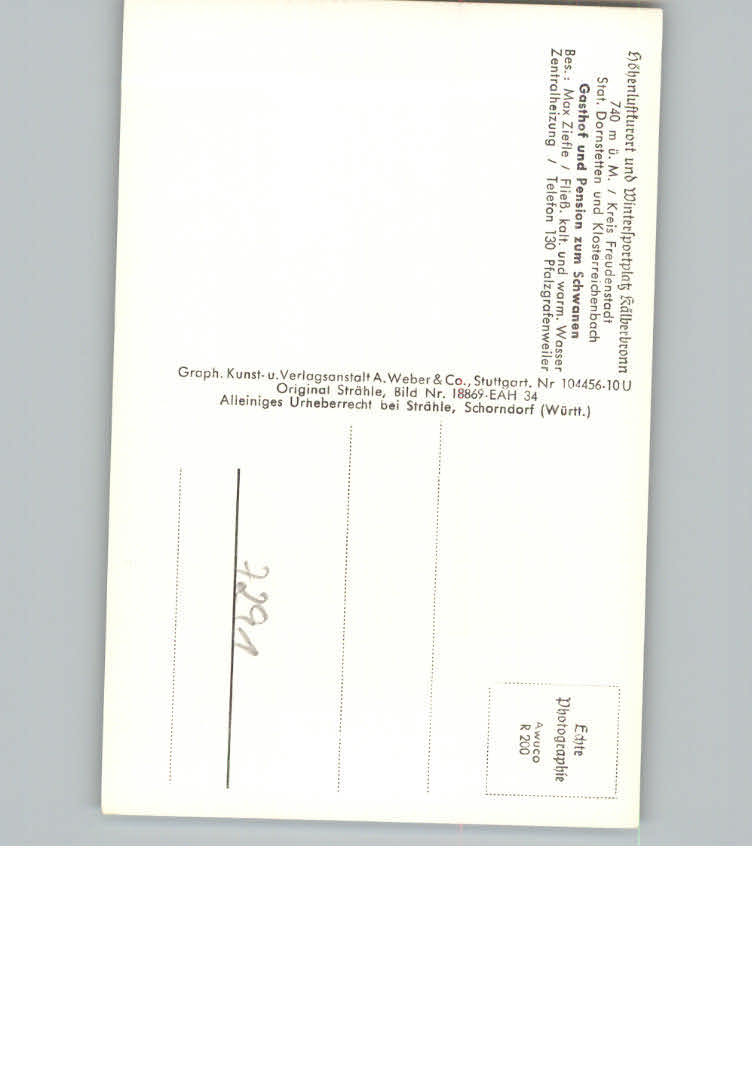 Höhenluftkurort und Wintersportplatz Kälberbronn
740 m ü. M. / Kreis Freudenstadt
Stat. Dornstetten und Klosterreichenbach
Gasthof und Pension zum Schwanen
Bes.: Max Ziefle / Fließ. kalt. und warm. Wasser
Zentralheizung / Telefon 130 Pfalzgrafenweiler
Graph. Kunst- u. Verlagsanstalt A. Weber & Co., Stuttgart. Nr 104456-10 U
Original Strähle, Bild Nr. 18869-EAH 34
Alleiniges Urheberrecht bei Strähle, Schorndorf (Württ.)
Echte
Photographie
Awuco
R 200
7291